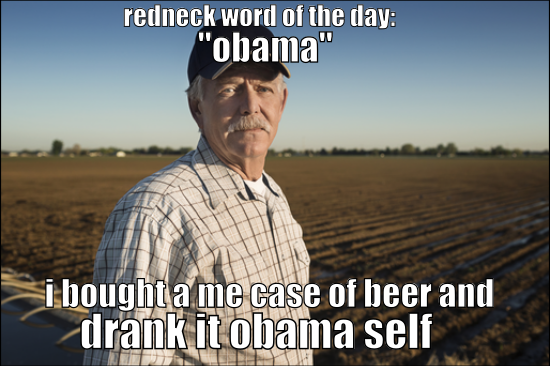 redneck word of the day:
"obama"
i bought a me case of beer and
drank it obama self